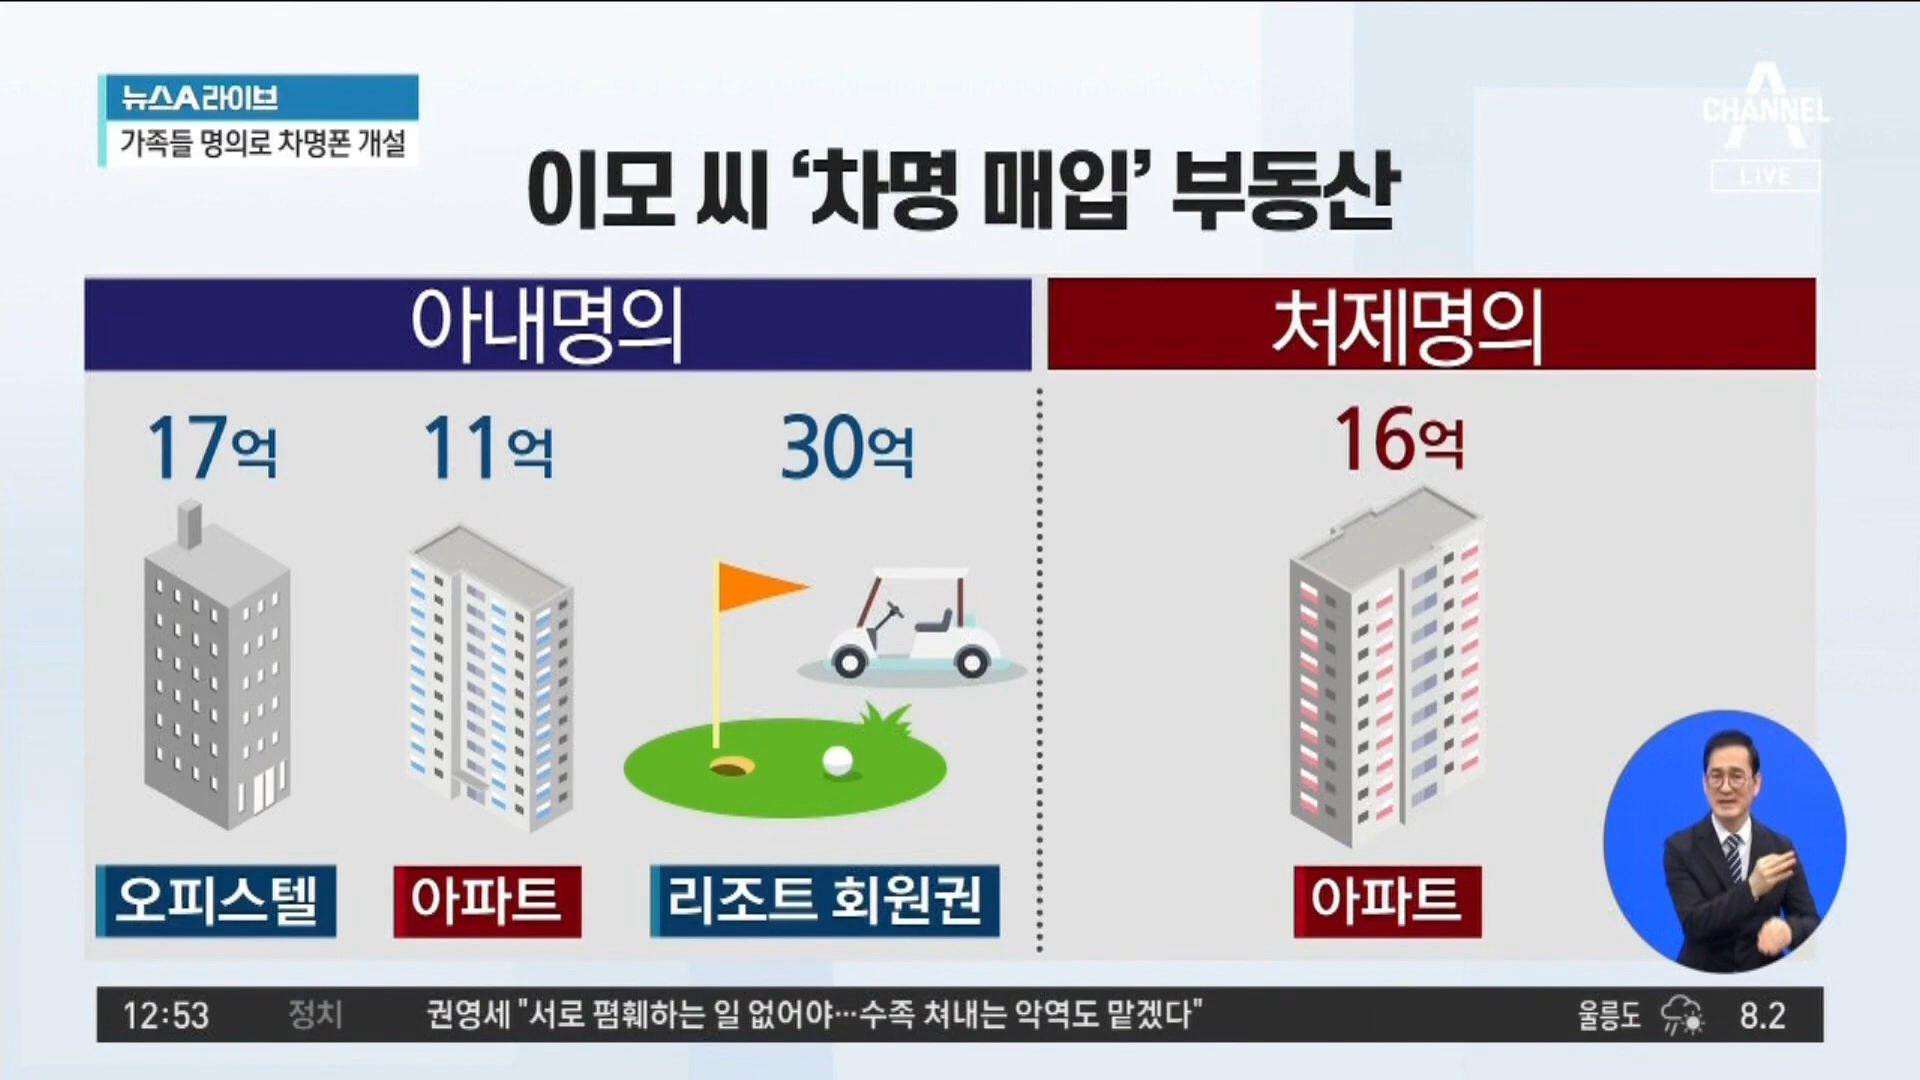 뉴스A라이브
가족들 명의로 차명폰 개설
CHANNEL A
LIVE
이모 씨 ‘차명 매입’ 부동산
아내명의
처제명의
17억
11억
30억
16억
오피스텔
아파트
리조트 회원권
아파트
12:53 정치 권영세 "서로 폄훼하는 일 없어야…수족 쳐내는 악역도 맡겠다" 울릉도 8.2